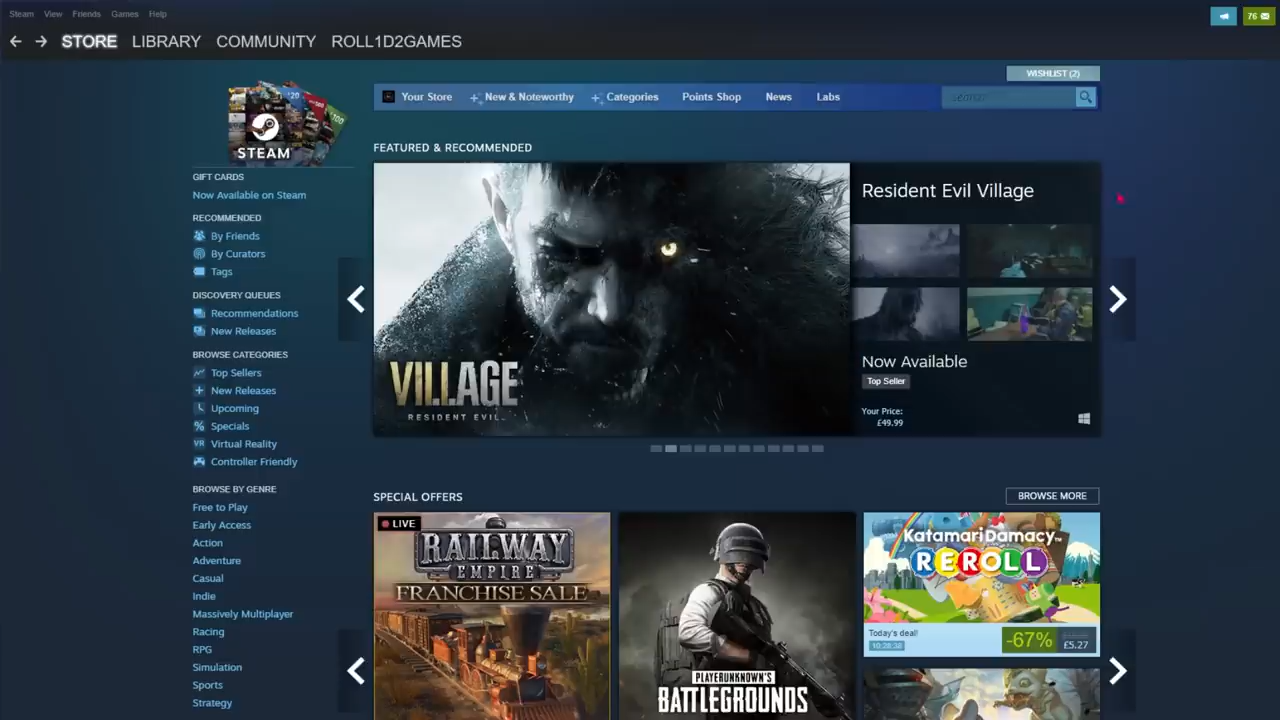 Steam View Friends Games Help
76
STORE LIBRARY COMMUNITY ROLL1D2GAMES
WISHLIST (2)
Your Store New & Noteworthy Categories Points Shop News Labs search
STEAM
GIFT CARDS
Now Available on Steam
RECOMMENDED
By Friends
By Curators
Tags
DISCOVERY QUEUES
Recommendations
New Releases
BROWSE CATEGORIES
Top Sellers
New Releases
Upcoming
Specials
VR Virtual Reality
Controller Friendly
BROWSE BY GENRE
Free to Play
Early Access
Action
Adventure
Casual
Indie
Massively Multiplayer
Racing
RPG
Simulation
Sports
Strategy
FEATURED & RECOMMENDED
VILLAGE
RESIDENT EVIL
Resident Evil Village
Now Available
Top Seller
Your Price:
£49.99
SPECIAL OFFERS
BROWSE MORE
LIVE
RAILWAY
EMPIRE
FRANCHISE SALE
PLAYERUNKNOWN'S
BATTLEGROUNDS
KatamariDamacy
REROLL
Today's deal!
10:28:38
-67%
£5.27